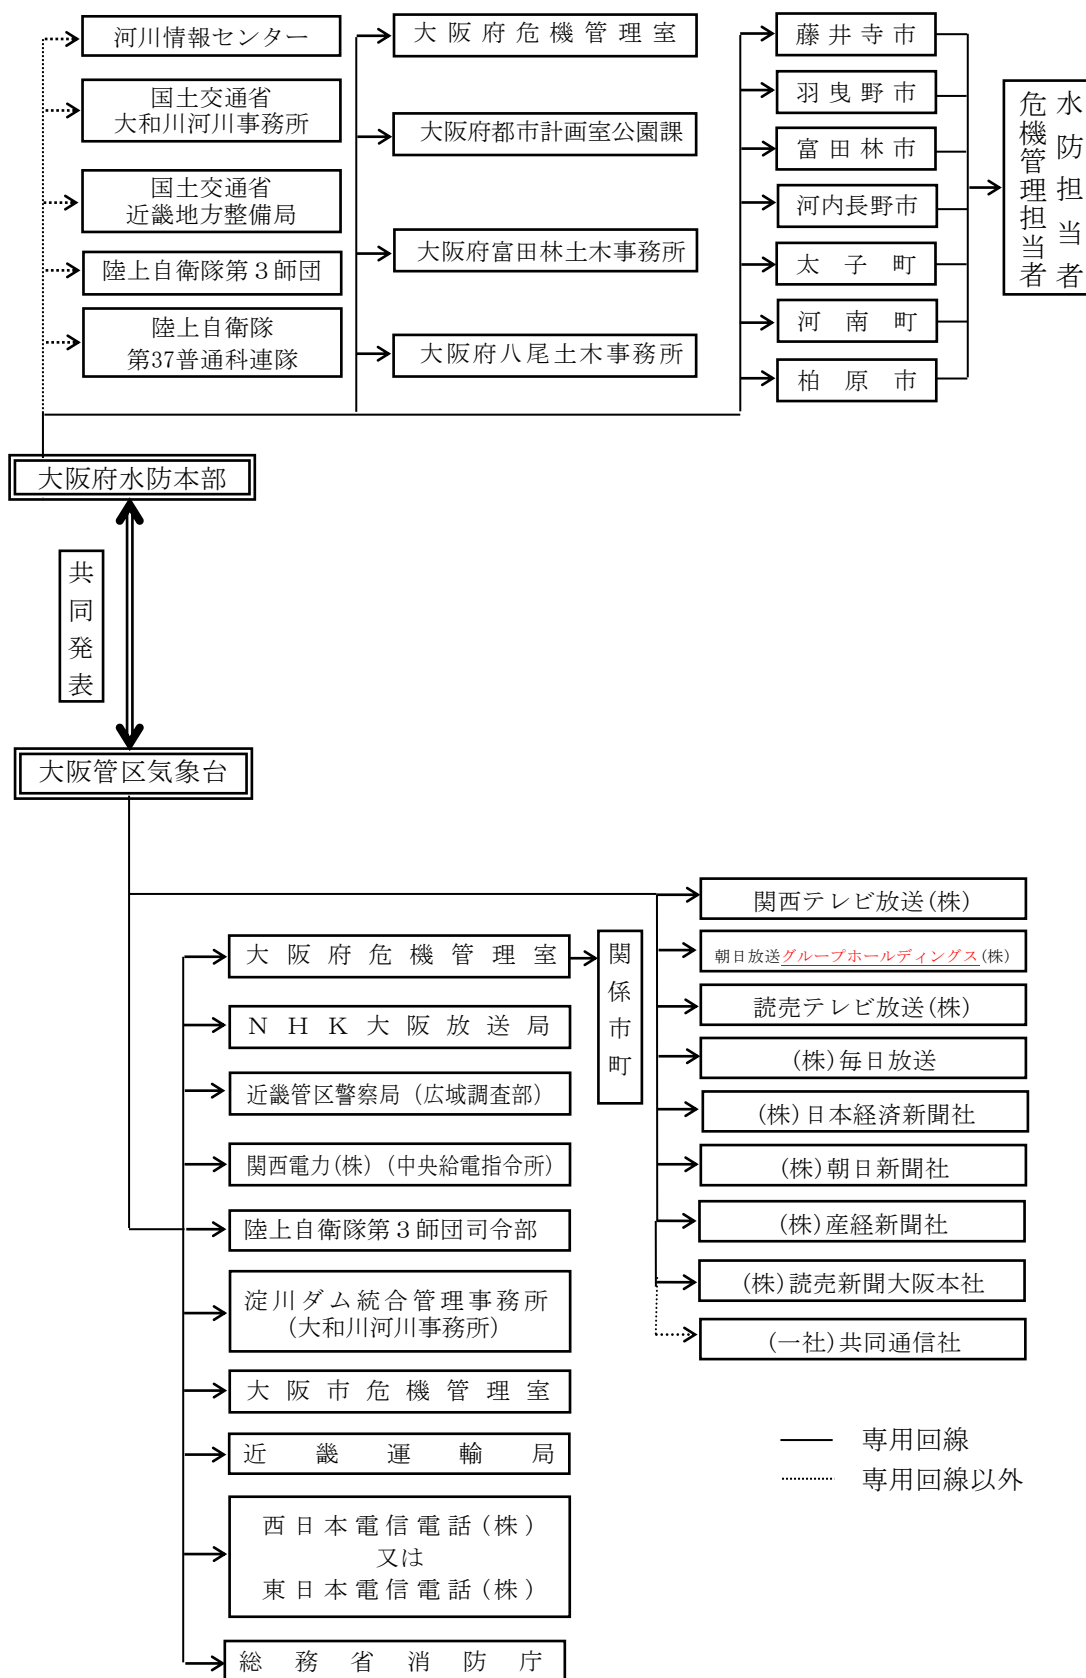 河川情報センター
国土交通省
大和川河川事務所
国土交通省
近畿地方整備局
陸上自衛隊第３師団
陸上自衛隊
第37普通科連隊
大阪府危機管理室
大阪府都市計画室公園課
大阪府富田林土木事務所
大阪府八尾土木事務所
藤井寺市
羽曳野市
富田林市
河内長野市
太子町
河南町
柏原市
水防担当者
危機管理担当者
大阪府水防本部
共同発表
大阪管区気象台
大阪府危機管理室
ＮＨＫ大阪放送局
近畿管区警察局（広域調査部）
関西電力(株)（中央給電指令所）
陸上自衛隊第３師団司令部
淀川ダム統合管理事務所
(大和川河川事務所)
大阪市危機管理室
近畿運輸局
西日本電信電話(株)
又は
東日本電信電話(株)
総務省消防庁
関係市町
関西テレビ放送(株)
朝日放送グループホールディングス(株)
読売テレビ放送(株)
(株)毎日放送
(株)日本経済新聞社
(株)朝日新聞社
(株)産経新聞社
(株)読売新聞大阪本社
(一社)共同通信社
専用回線
専用回線以外